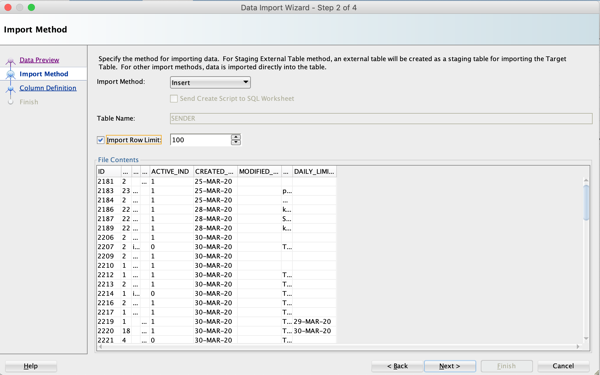 Data Import Wizard - Step 2 of 4
Import Method
Data Preview
Import Method
Column Definition
Finish
Specify the method for importing data. For Staging External Table method, an external table will be created as a staging table for importing the Target
Table. For other import methods, data is imported directly into the table.
Import Method: Insert
Send Create Script to SQL Worksheet
Table Name: SENDER
Import Row Limit: 100
File Contents
ID ... ... ... ACTIVE_IND CREATED_... MODIFIED_... ... DAILY_LIMI...
2181 2 ... 1 25-MAR-20
2183 23 ... ... 1 25-MAR-20 p...
2184 2 ... ... 1 25-MAR-20 ...
2186 22 ... 1 28-MAR-20 k...
2187 22 ... 1 28-MAR-20 S...
2189 22 ... 1 28-MAR-20 k...
2206 2 ... 1 30-MAR-20
2207 2 i... ... 0 30-MAR-20 T...
2209 2 ... 1 30-MAR-20
2210 1 ... ... 1 30-MAR-20
2212 1 ... 1 30-MAR-20 T...
2213 2 ... 1 30-MAR-20 T...
2214 1 i... ... 0 30-MAR-20 T...
2216 2 ... 1 30-MAR-20 T...
2217 1 ... 1 30-MAR-20 T...
2219 1 ... 1 30-MAR-20 T... 29-MAR-20
2220 18 ... 1 30-MAR-20 T... 30-MAR-20
2221 4 ... 0 30-MAR-20 T...
Help < Back Next > Finish Cancel